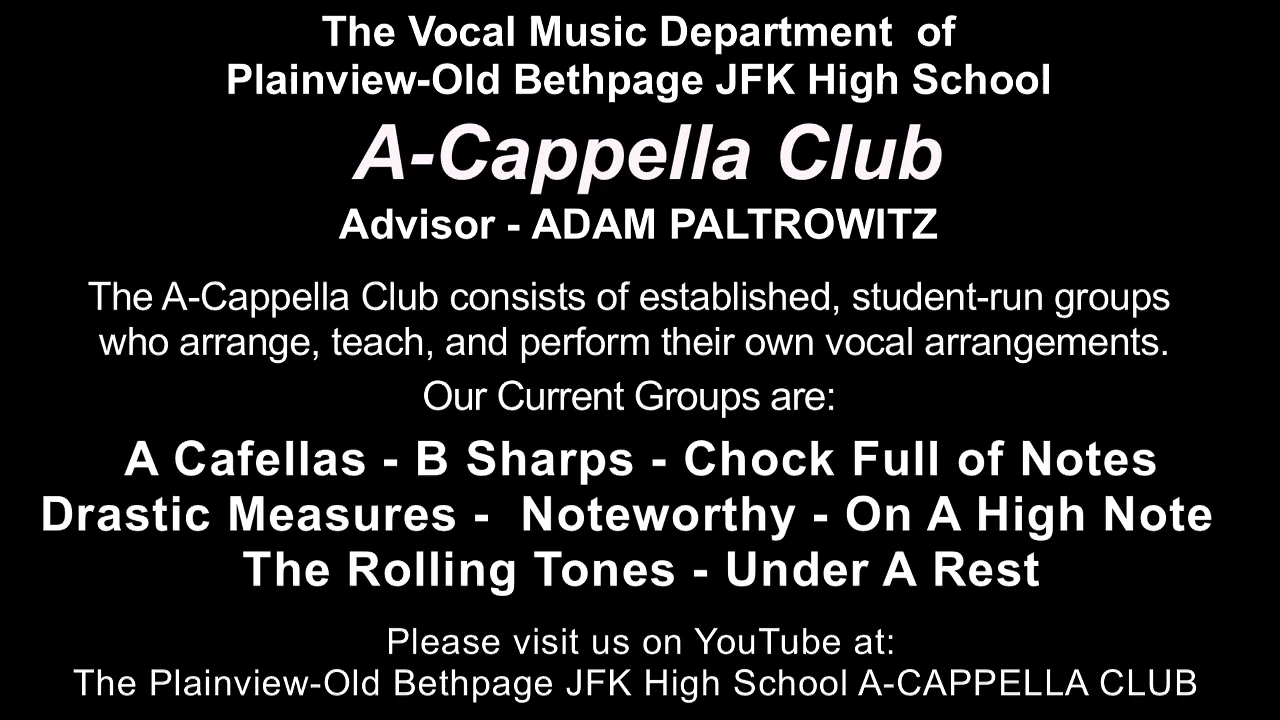 The Vocal Music Department of
Plainview-Old Bethpage JFK High School
A-Cappella Club
Advisor - ADAM PALTROWITZ
The A-Cappella Club consists of established, student-run groups
who arrange, teach, and perform their own vocal arrangements.
Our Current Groups are:
A Cafellas - B Sharps - Chock Full of Notes
Drastic Measures - Noteworthy - On A High Note
The Rolling Tones - Under A Rest
Please visit us on YouTube at:
The Plainview-Old Bethpage JFK High School A-CAPPELLA CLUB